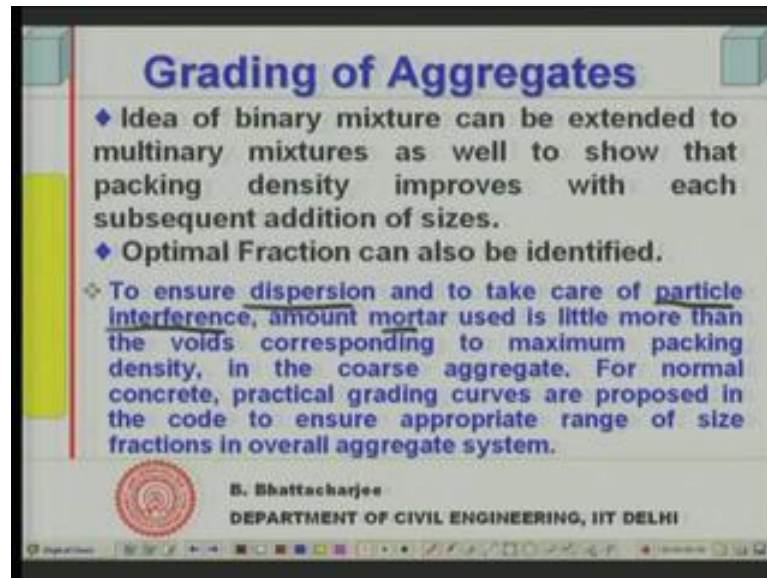 Grading of Aggregates
◆ Idea of binary mixture can be extended to
multinary mixtures as well to show that
packing density improves with each
subsequent addition of sizes.
◆ Optimal Fraction can also be identified.
❖ To ensure dispersion and to take care of particle
interference, amount mortar used is little more than
the voids corresponding to maximum packing
density, in the coarse aggregate. For normal
concrete, practical grading curves are proposed in
the code to ensure appropriate range of size
fractions in overall aggregate system.
B. Bhattacharjee
DEPARTMENT OF CIVIL ENGINEERING, IIT DELHI